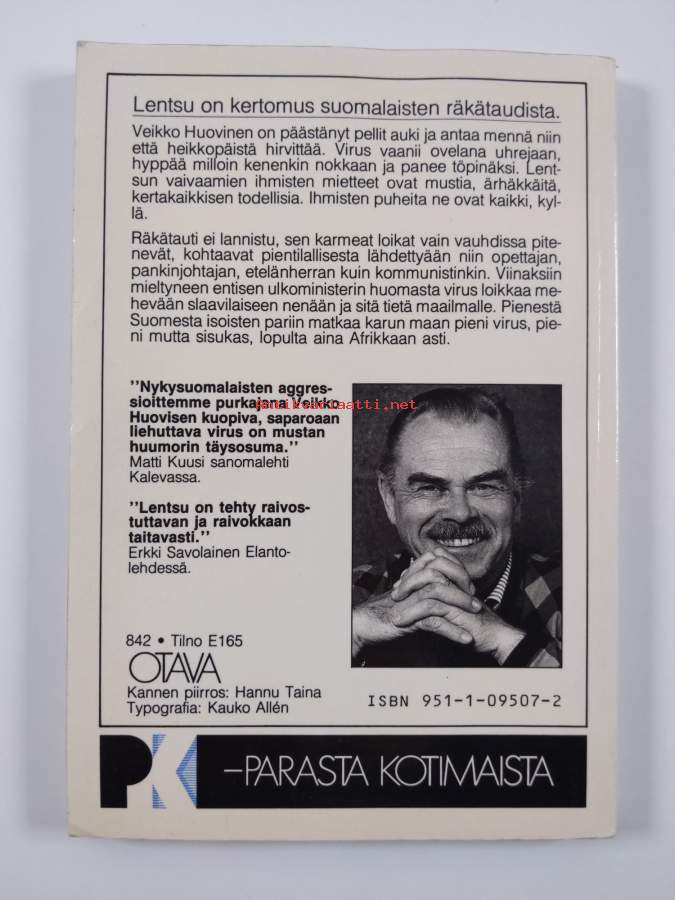 Lentsu on kertomus suomalaisten räkätaudista.
Veikko Huovinen on päästänyt pellit auki ja antaa mennä niin
että heikkopäistä hirvittää. Virus vaanii ovelana uhrejaan,
hyppää milloin kenenkin nokkaan ja panee töpinäksi. Lent-
sun vaivaamien ihmisten mietteet ovat mustia, ärhäkkäitä,
kertakaikkisen todellisia. Ihmisten puheita ne ovat kaikki, kyl-
lä.
Räkätauti ei lannistu, sen karmeat loikat vain vauhdissa pite-
nevät, kohtaavat pientilallisesta lähdettyään niin opettajan,
pankinjohtajan, etelänherran kuin kommunistinkin. Viinaksiin
mieltyneen entisen ulkoministerin huomasta virus loikkaa me-
hevään slaavilaiseen nenään ja sitä tietä maailmalle. Pienestä
Suomesta isoisten pariin matkaa karun maan pieni virus, pie-
ni mutta sisukas, lopulta aina Afrikkaan asti.
"Nykysuomalaisten aggres-
sioittemme purkajana Veikko
Huovisen kuopiva, saparoaan
liehuttava virus on mustan
huumorin täysosuma."
Matti Kuusi sanomalehti
Kalevassa.
"Lentsu on tehty raivos-
tuttavan ja raivokkaan
taitavasti."
Erkki Savolainen Elanto-
lehdessä.
antikvariaatti.net
842 • Tilno E165
OTAVA
Kannen piirros: Hannu Taina
Typografia: Kauko Allén
ISBN 951-1-09507-2
PK
–PARASTA KOTIMAISTA